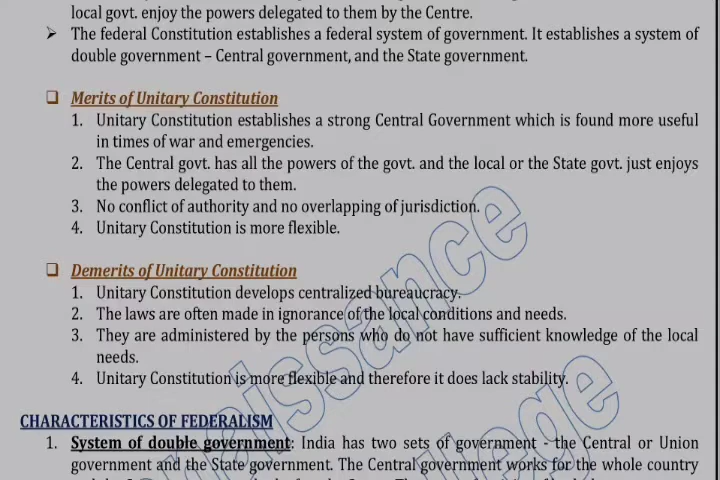 local govt. enjoy the powers delegated to them by the Centre.
➢ The federal Constitution establishes a federal system of government. It establishes a system of
double government – Central government, and the State government.
❑ Merits of Unitary Constitution
1. Unitary Constitution establishes a strong Central Government which is found more useful
in times of war and emergencies.
2. The Central govt. has all the powers of the govt. and the local or the State govt. just enjoys
the powers delegated to them.
3. No conflict of authority and no overlapping of jurisdiction.
4. Unitary Constitution is more flexible.
❑ Demerits of Unitary Constitution
1. Unitary Constitution develops centralized bureaucracy.
2. The laws are often made in ignorance of the local conditions and needs.
3. They are administered by the persons who do not have sufficient knowledge of the local
needs.
4. Unitary Constitution is more flexible and therefore it does lack stability.
CHARACTERISTICS OF FEDERALISM
1. System of double government: India has two sets of government - the Central or Union
government and the State government. The Central government works for the whole country
naissance
llege